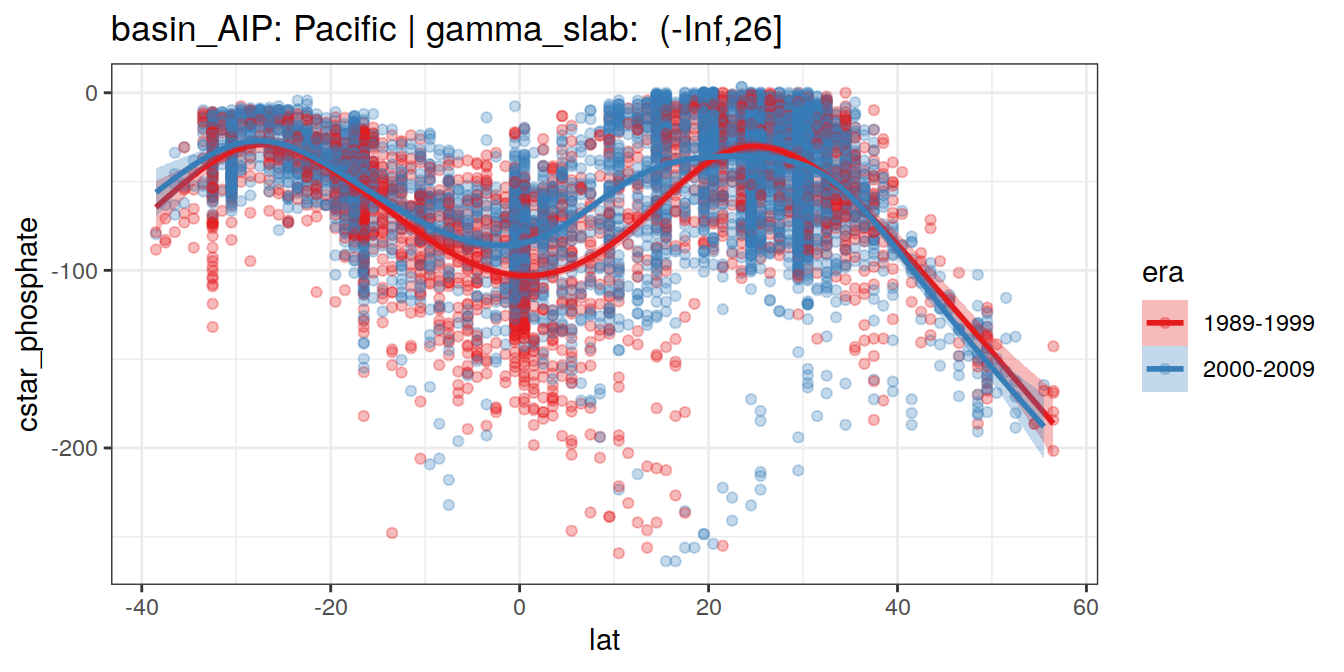 basin_AIP: Pacific | gamma_slab:  (-Inf,26]
cstar_phosphate
0
-100
-200
-40
-20
0
20
40
60
lat
era
1989-1999
2000-2009